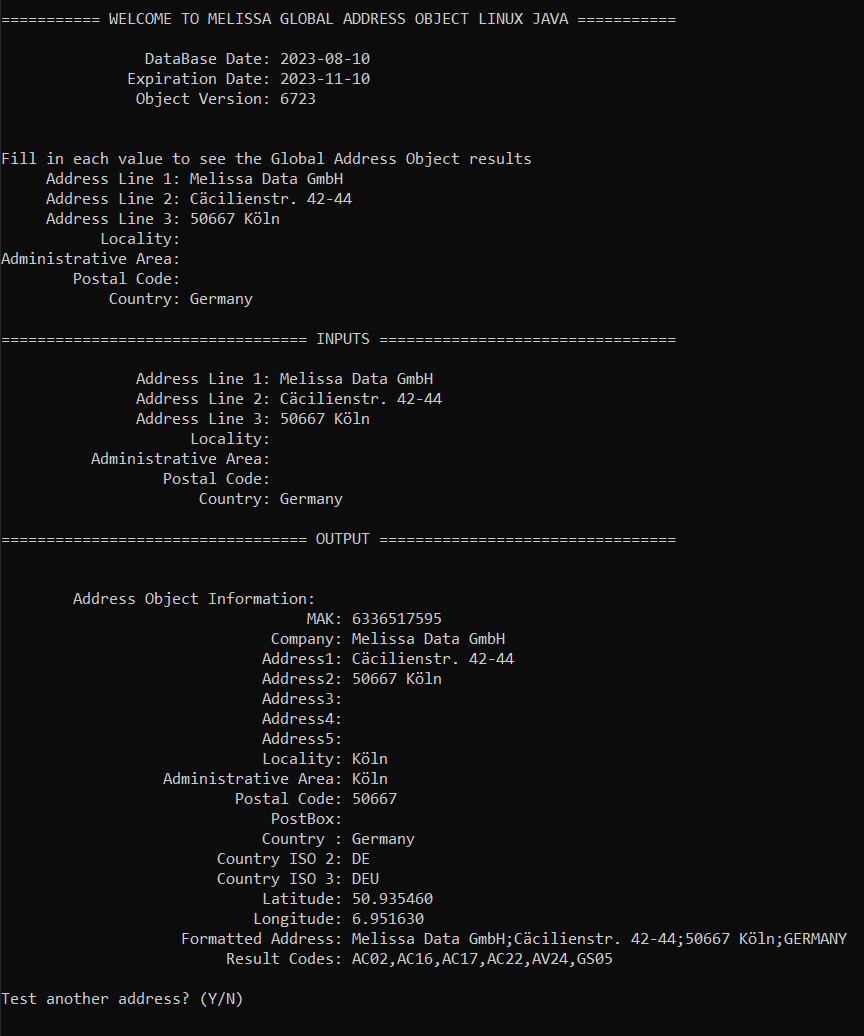 =========== WELCOME TO MELISSA GLOBAL ADDRESS OBJECT LINUX JAVA ===========
DataBase Date: 2023-08-10
Expiration Date: 2023-11-10
Object Version: 6723
Fill in each value to see the Global Address Object results
Address Line 1: Melissa Data GmbH
Address Line 2: Cäcilienstr. 42-44
Address Line 3: 50667 Köln
Locality:
Administrative Area:
Postal Code:
Country: Germany
================================== INPUTS =================================
Address Line 1: Melissa Data GmbH
Address Line 2: Cäcilienstr. 42-44
Address Line 3: 50667 Köln
Locality:
Administrative Area:
Postal Code:
Country: Germany
================================== OUTPUT =================================
Address Object Information:
MAK: 6336517595
Company: Melissa Data GmbH
Address1: Cäcilienstr. 42-44
Address2: 50667 Köln
Address3:
Address4:
Address5:
Locality: Köln
Administrative Area: Köln
Postal Code: 50667
PostBox:
Country : Germany
Country ISO 2: DE
Country ISO 3: DEU
Latitude: 50.935460
Longitude: 6.951630
Formatted Address: Melissa Data GmbH;Cäcilienstr. 42-44;50667 Köln;GERMANY
Result Codes: AC02,AC16,AC17,AC22,AV24,GS05
Test another address? (Y/N)